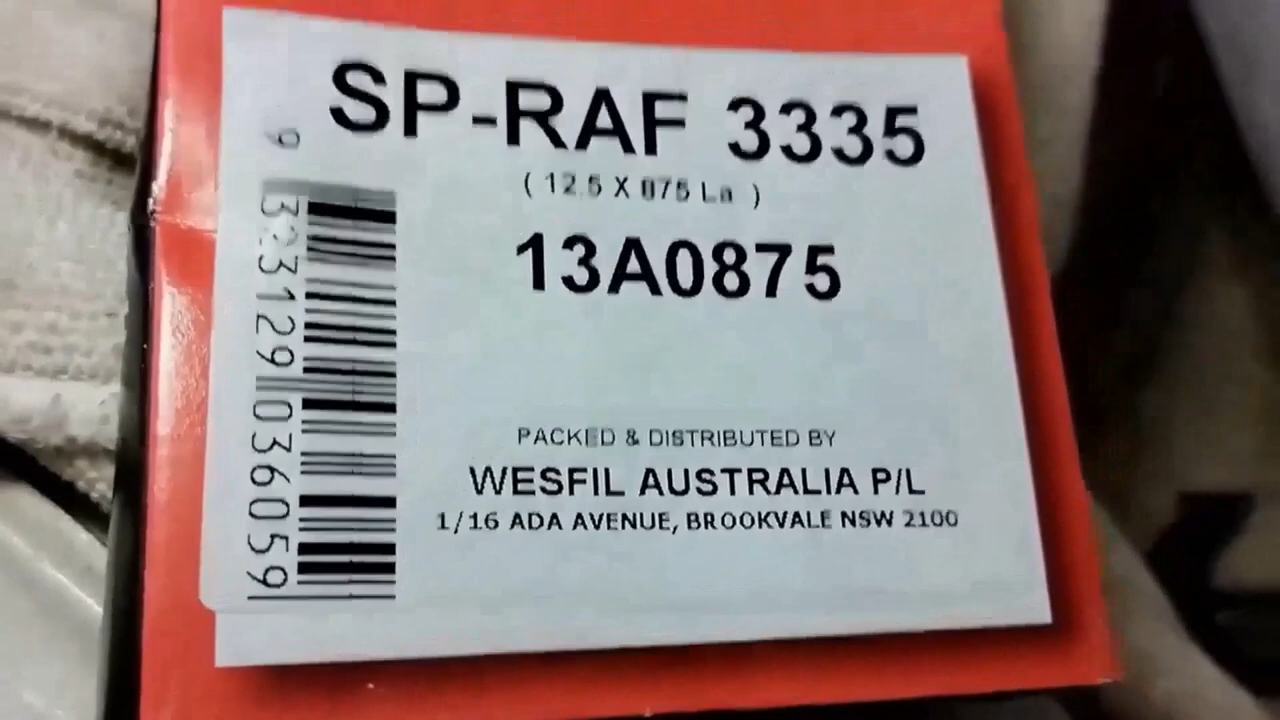 SP-RAF 3335
( 12.5 X 875 La )
13A0875
PACKED & DISTRIBUTED BY
WESFIL AUSTRALIA P/L
1/16 ADA AVENUE, BROOKVALE NSW 2100
9 331291 036059